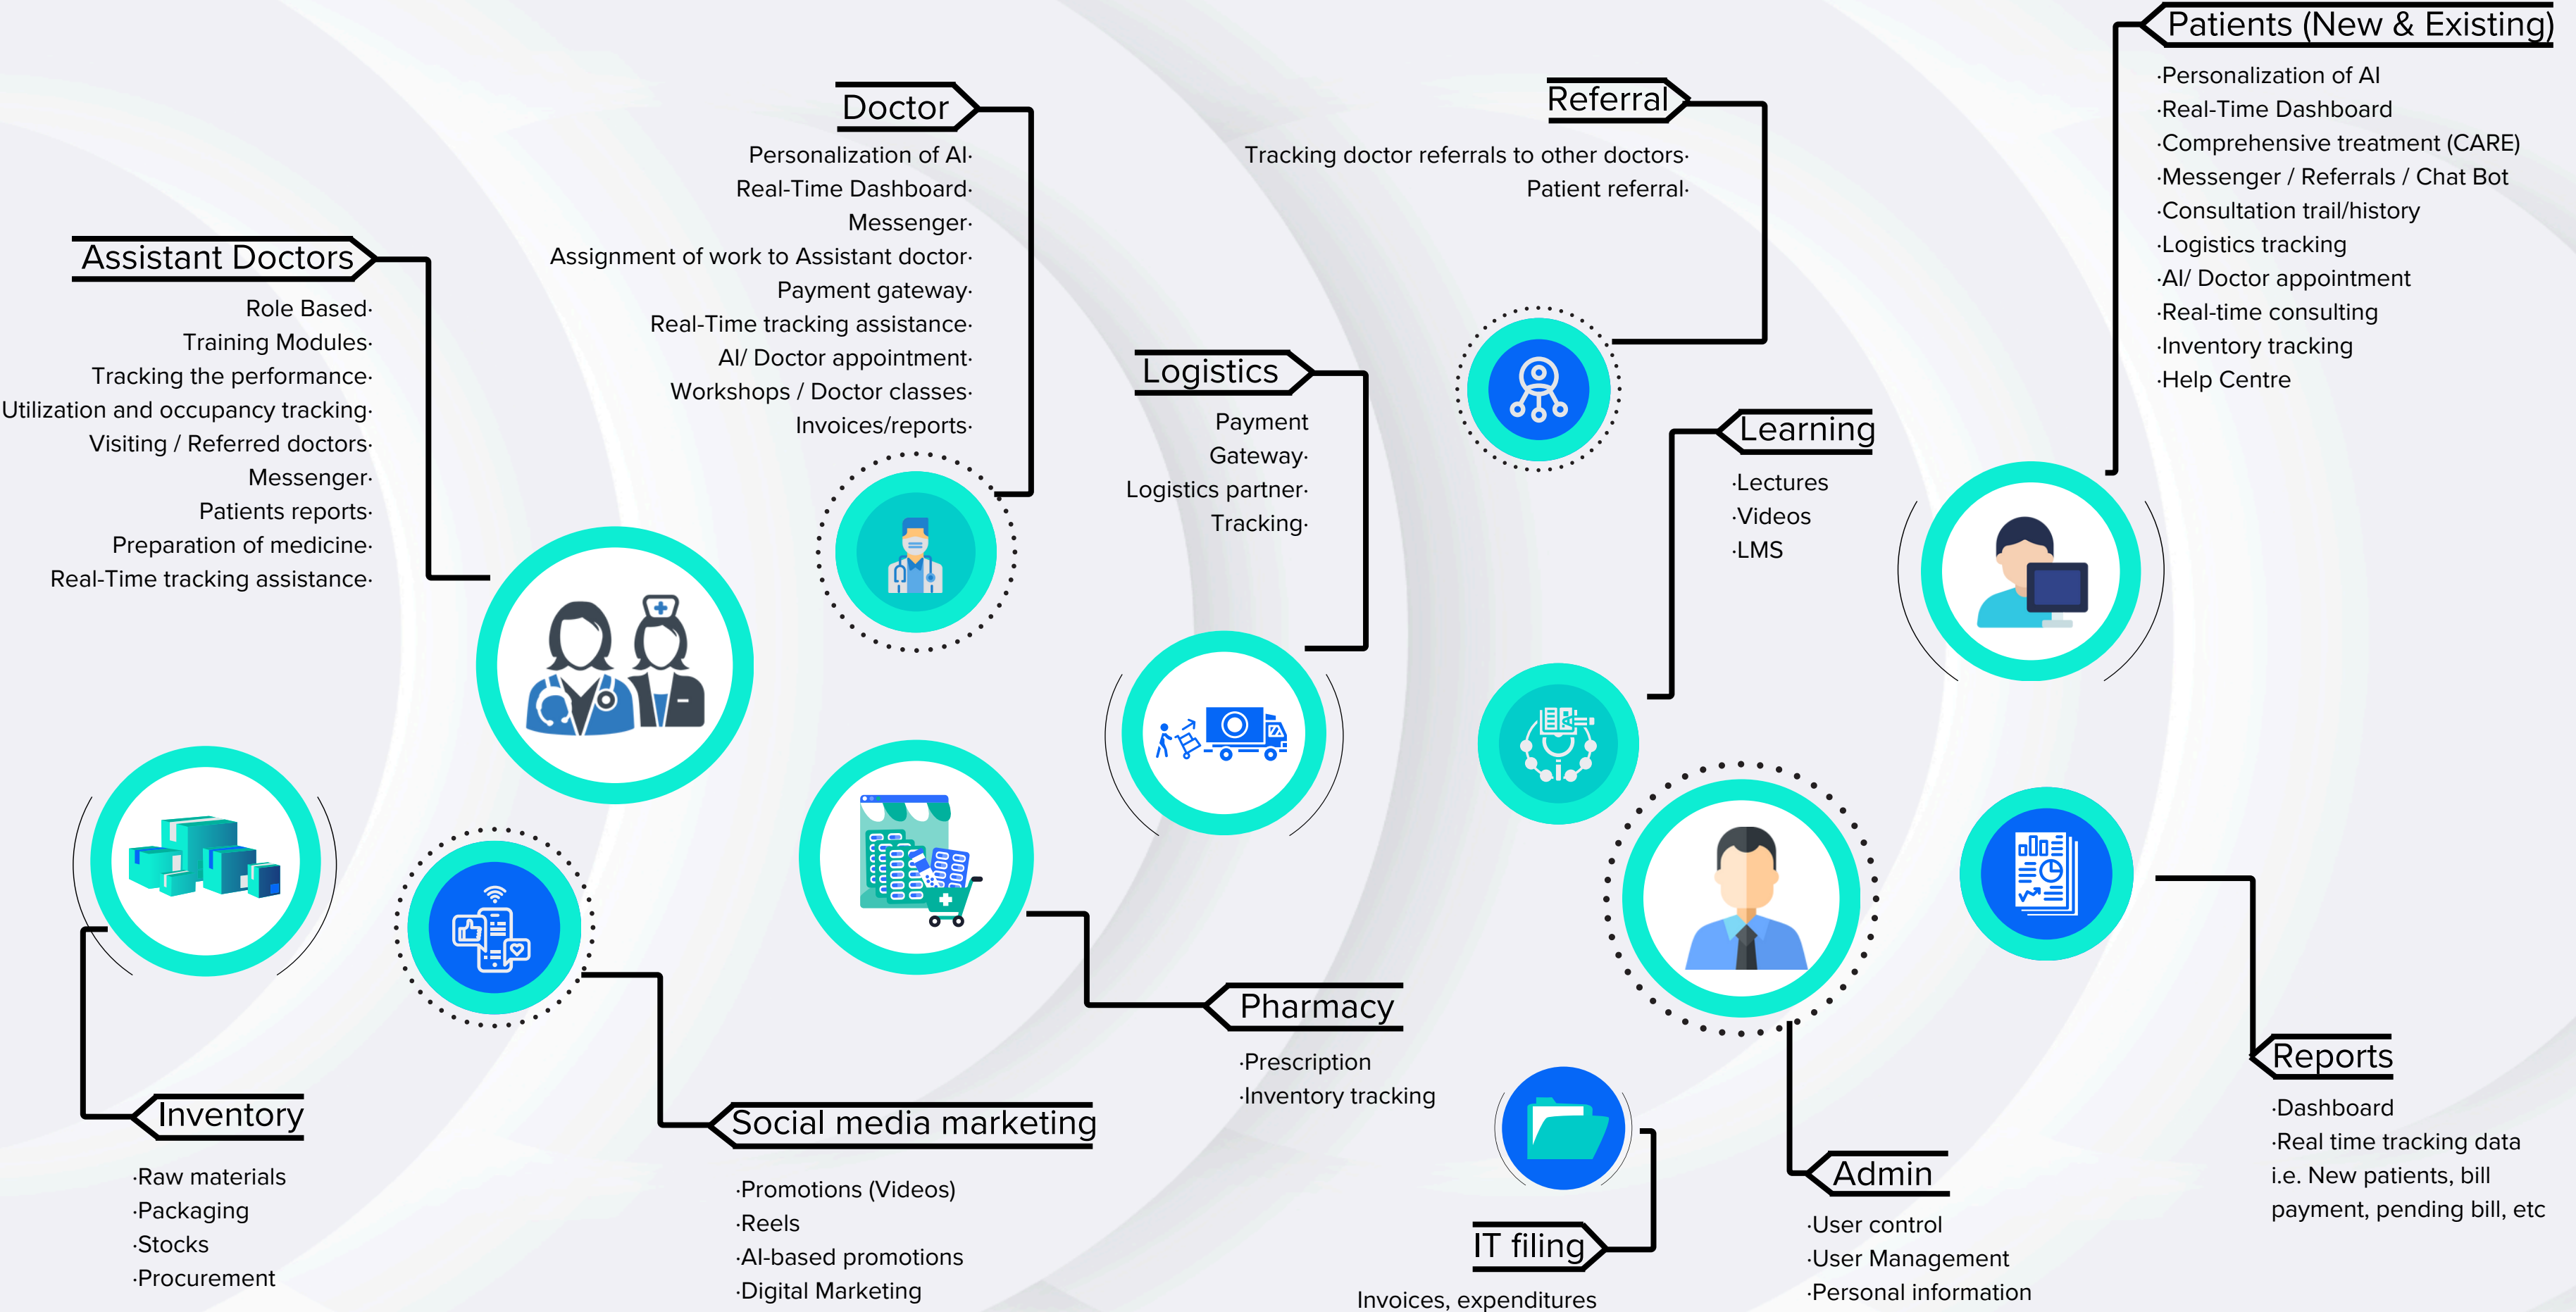 Patients (New & Existing)
·Personalization of AI
·Real-Time Dashboard
·Comprehensive treatment (CARE)
·Messenger / Referrals / Chat Bot
·Consultation trail/history
·Logistics tracking
·AI/ Doctor appointment
·Real-time consulting
·Inventory tracking
·Help Centre
Doctor
Personalization of AI·
Real-Time Dashboard·
Messenger·
Assignment of work to Assistant doctor·
Payment gateway·
Real-Time tracking assistance·
AI/ Doctor appointment·
Workshops / Doctor classes·
Invoices/reports·
Referral
Tracking doctor referrals to other doctors·
Patient referral·
Assistant Doctors
Role Based·
Training Modules·
Tracking the performance·
Utilization and occupancy tracking·
Visiting / Referred doctors·
Messenger·
Patients reports·
Preparation of medicine·
Real-Time tracking assistance·
Logistics
Payment
Gateway·
Logistics partner·
Tracking·
Learning
·Lectures
·Videos
·LMS
Pharmacy
·Prescription
·Inventory tracking
Inventory
·Raw materials
·Packaging
·Stocks
·Procurement
Social media marketing
·Promotions (Videos)
·Reels
·AI-based promotions
·Digital Marketing
IT filing
Invoices, expenditures
Admin
·User control
·User Management
·Personal information
Reports
·Dashboard
·Real time tracking data
i.e. New patients, bill
payment, pending bill, etc